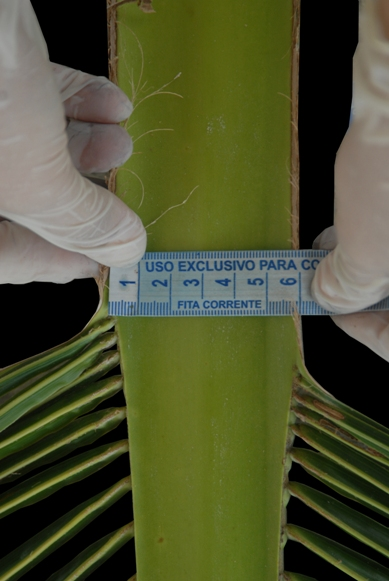 USO EXCLUSIVO PARA CO
1 2 3 4 5 6
FITA CORRENTE